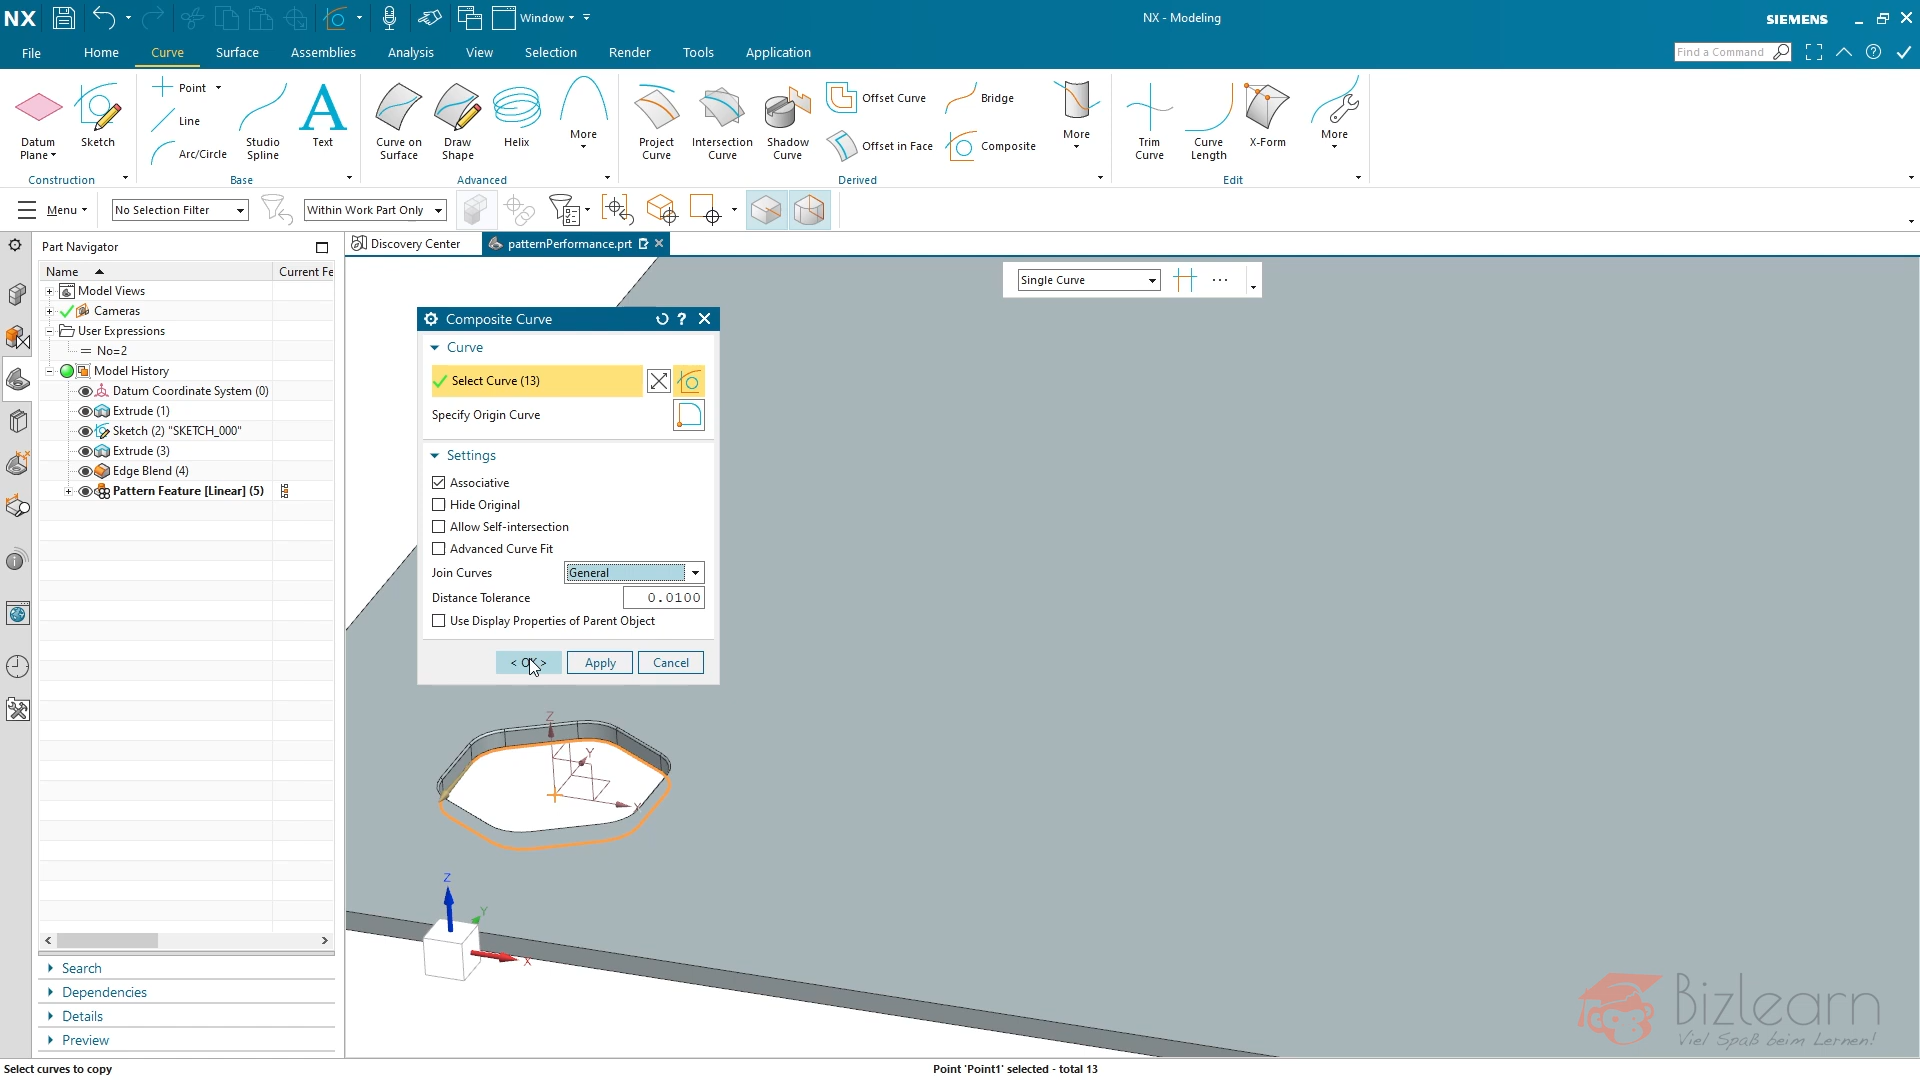 NX
Window
NX - Modeling
SIEMENS
File
Home
Curve
Surface
Assemblies
Analysis
View
Selection
Render
Tools
Application
Find a Command
Datum
Plane
Sketch
Point
Line
Arc/Circle
Studio
Spline
Text
Curve on
Surface
Draw
Shape
Helix
More
Project
Curve
Intersection
Curve
Shadow
Curve
Offset Curve
Offset in Face
Bridge
Composite
More
Trim
Curve
Curve
Length
X-Form
More
Construction
Base
Advanced
Derived
Edit
Menu
No Selection Filter
Within Work Part Only
Part Navigator
Discovery Center
patternPerformance.prt
Name
Current Fe
Model Views
Cameras
User Expressions
No=2
Model History
Datum Coordinate System (0)
Extrude (1)
Sketch (2) "SKETCH_000"
Extrude (3)
Edge Blend (4)
Pattern Feature [Linear] (5)
Search
Dependencies
Details
Preview
Single Curve
Composite Curve
Curve
Select Curve (13)
Specify Origin Curve
Settings
Associative
Hide Original
Allow Self-intersection
Advanced Curve Fit
Join Curves
General
Distance Tolerance
0.0100
Use Display Properties of Parent Object
< OK >
Apply
Cancel
Z
Y
X
Z
Y
X
Bizlearn
Viel Spaß beim Lernen!
Select curves to copy
Point 'Point1' selected - total 13